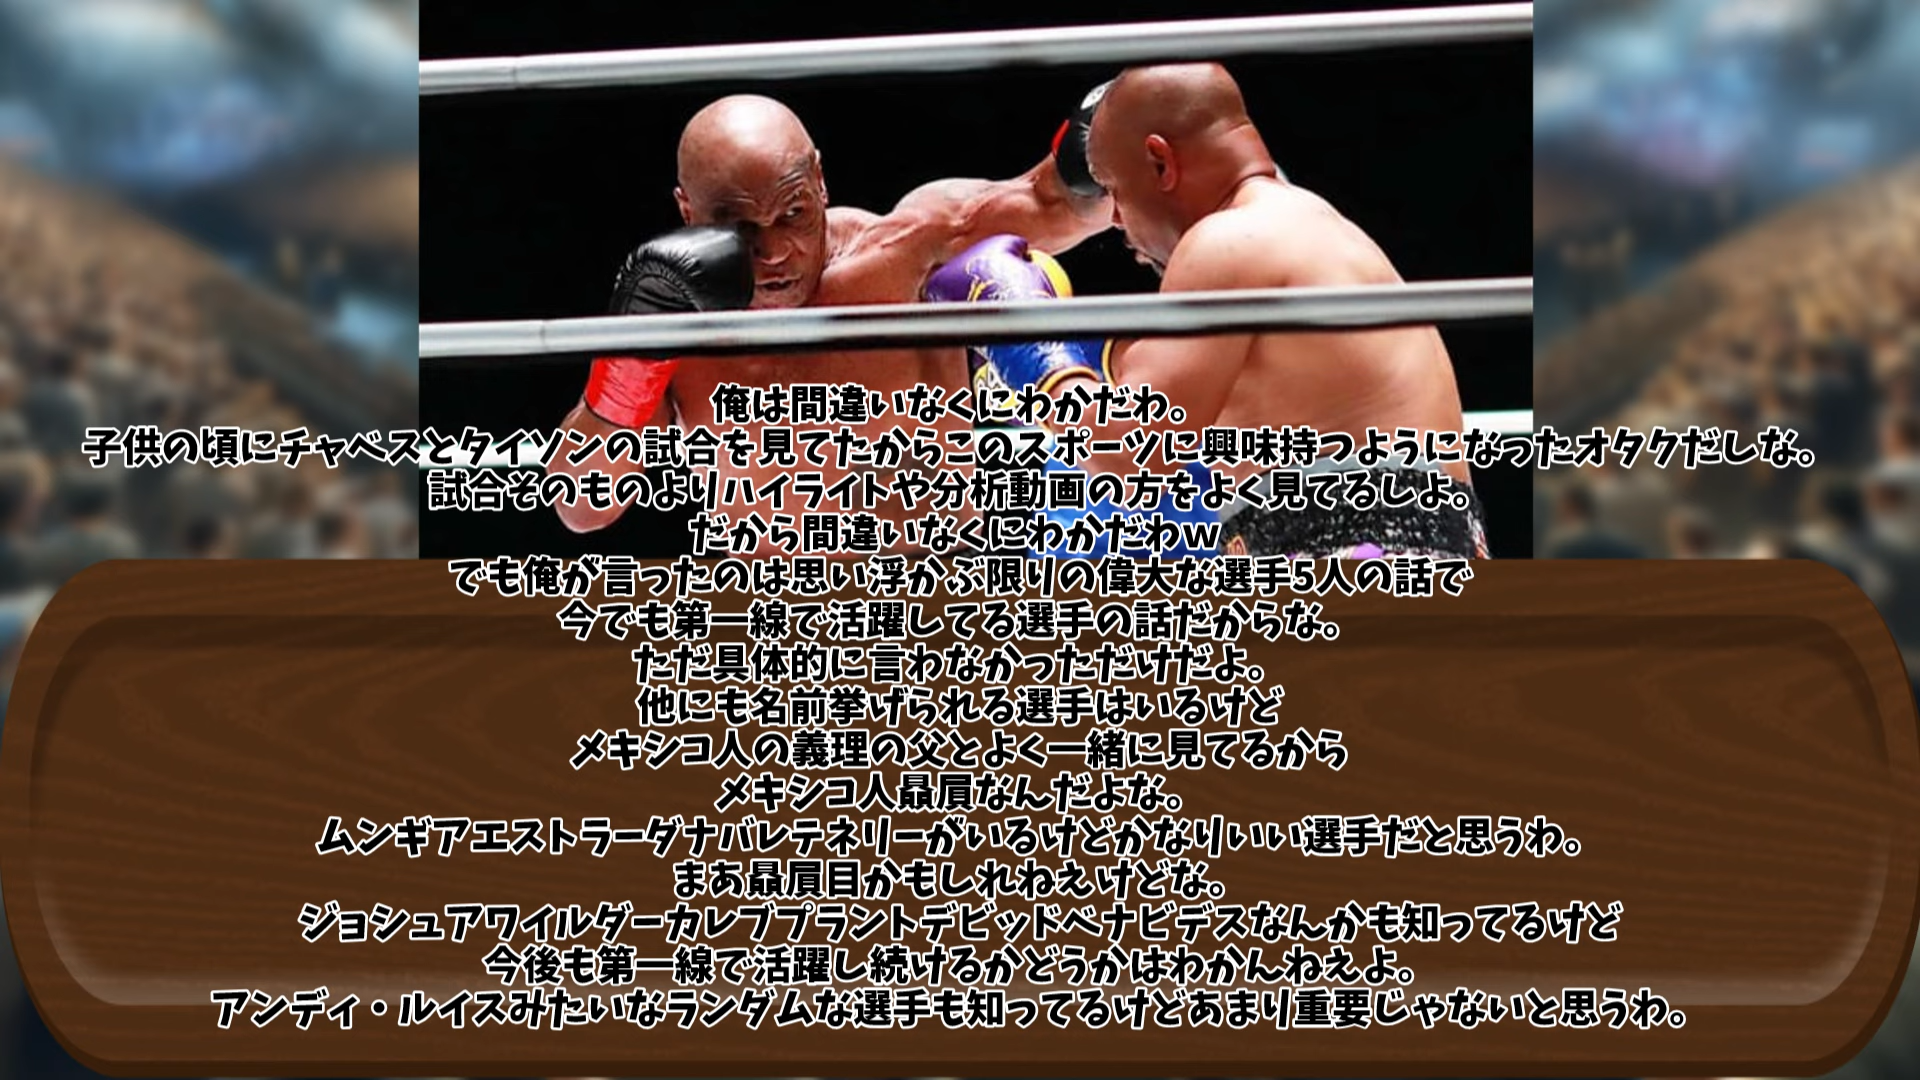 俺は間違いなくにわかだわ。
子供の頃にチャベスとタイソンの試合を見てたからこのスポーツに興味持つようになったオタクだしな。
試合そのものよりハイライトや分析動画の方をよく見てるしよ。
だから間違いなくにわかだわw
でも俺が言ったのは思い浮かぶ限りの偉大な選手5人の話で
今でも第一線で活躍してる選手の話だからな。
ただ具体的に言わなかっただけだよ。
他にも名前挙げられる選手はいるけど
メキシコ人の義理の父とよく一緒に見てるから
メキシコ人贔屓なんだよな。
ムンギアエストラーダナバレテネリーがいるけどかなりいい選手だと思うわ。
まあ贔屓目かもしれねえけどな。
ジョシュアワイルダーカレブプラントデビッドベナビデスなんかも知ってるけど
今後も第一線で活躍し続けるかどうかはわかんねえよ。
アンディ・ルイスみたいなランダムな選手も知ってるけどあまり重要じゃないと思うわ。